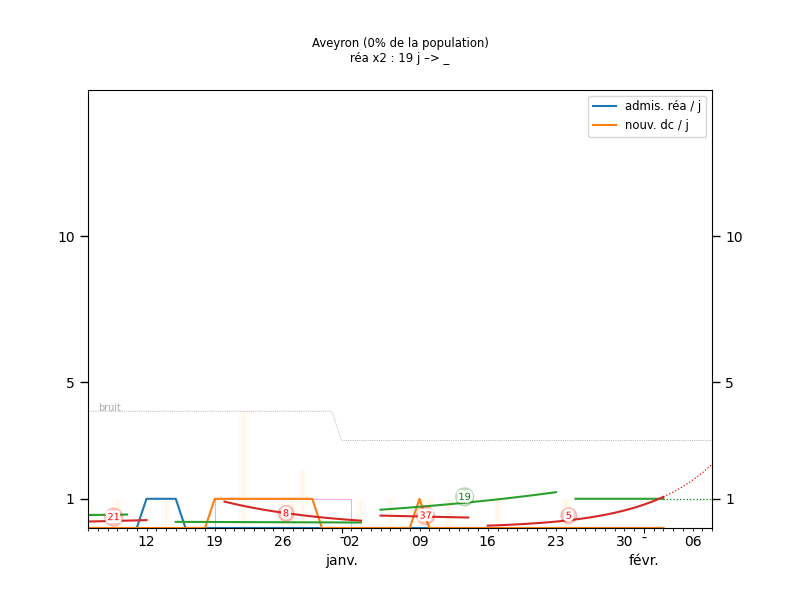 Aveyron (0% de la population)
réa x2 : 19 j –> _
admis. réa / j
nouv. dc / j
10 10
5 5
bruit
1 1
21 8 37 19 5
12 19 26 02 09 16 23 30 06
janv. févr.